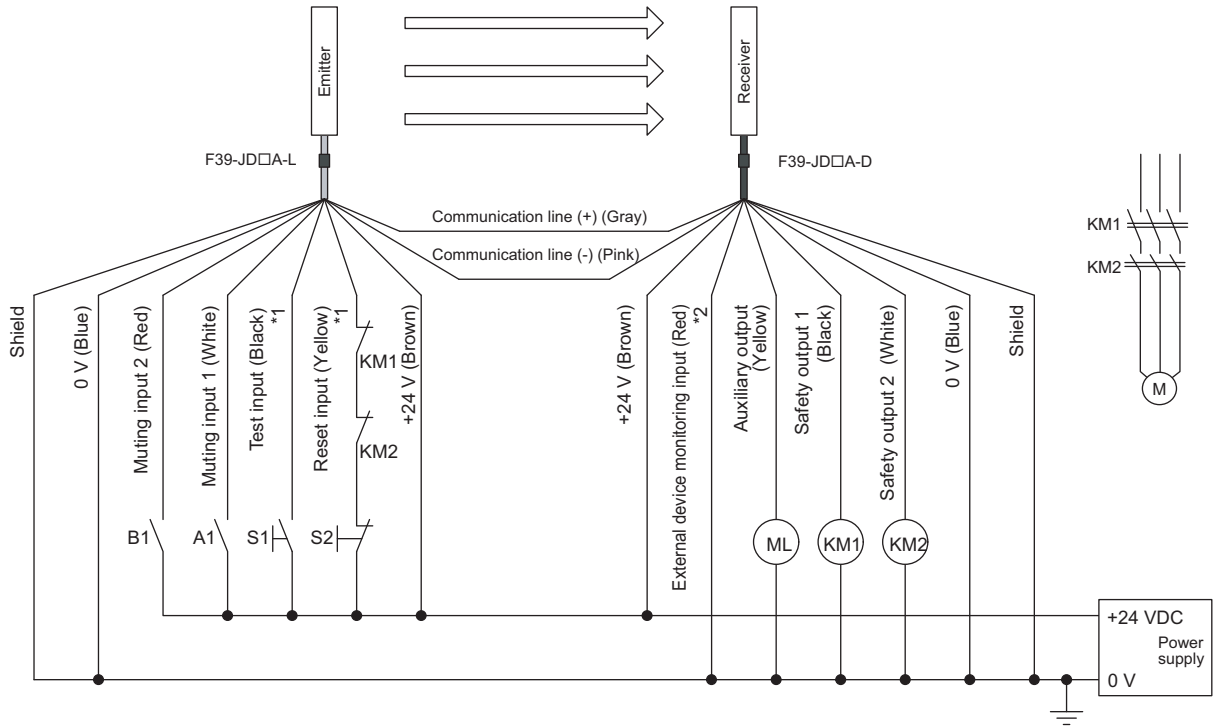 Emitter
Receiver
F39-JD□A-L
F39-JD□A-D
Communication line (+) (Gray)
Communication line (-) (Pink)
KM1
KM2
M
Shield
0 V (Blue)
Muting input 2 (Red)
Muting input 1 (White)
Test input (Black)
*1
Reset input (Yellow)
*1
KM1
KM2
+24 V (Brown)
+24 V (Brown)
External device monitoring input (Red)
*2
Auxiliary output
(Yellow)
Safety output 1
(Black)
Safety output 2 (White)
0 V (Blue)
Shield
B1
A1
S1
S2
ML
KM1
KM2
+24 VDC
Power
supply
0 V